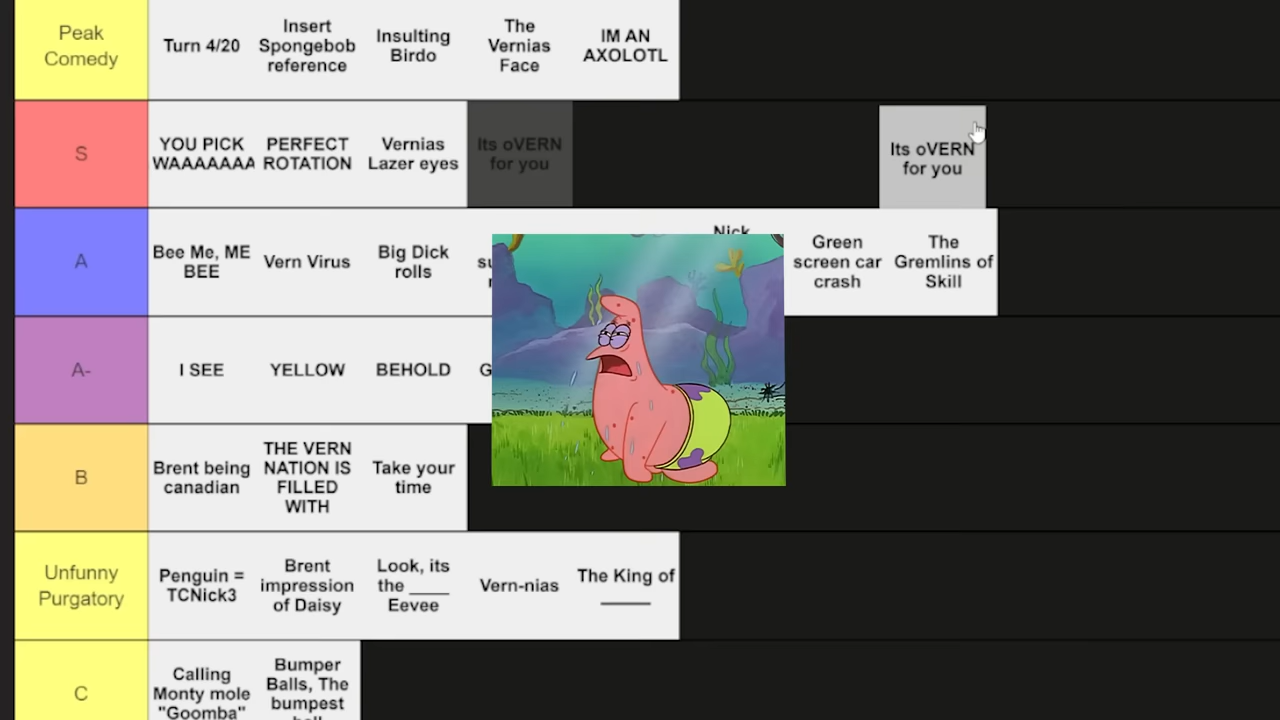 Peak
Comedy
Turn 4/20
Insert
Spongebob
reference
Insulting
Birdo
The
Vernias
Face
IM AN
AXOLOTL
S
YOU PICK
WAAAAAAA
PERFECT
ROTATION
Vernias
Lazer eyes
Its oVERN
for you
Its oVERN
for you
A
Bee Me, ME
BEE
Vern Virus
Big Dick
rolls
Nick
Green
screen car
crash
The
Gremlins of
Skill
A-
I SEE
YELLOW
BEHOLD
G
B
Brent being
canadian
THE VERN
NATION IS
FILLED
WITH
Take your
time
Unfunny
Purgatory
Penguin =
TCNick3
Brent
impression
of Daisy
Look, its
the ____
Eevee
Vern-nias
The King of
_____
C
Calling
Monty mole
"Goomba"
Bumper
Balls, The
bumpest